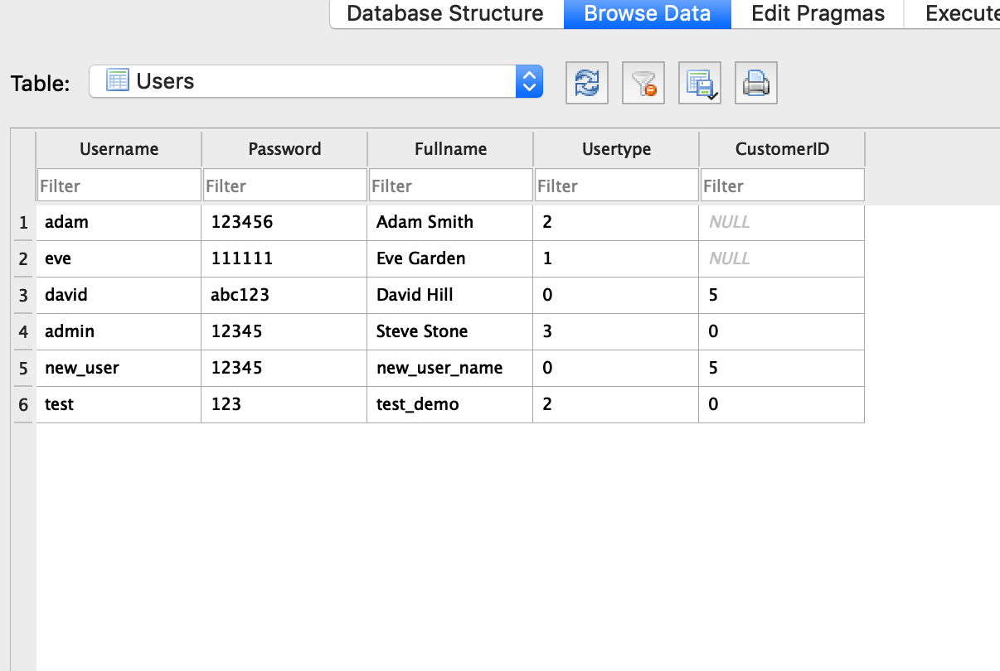 Database Structure Browse Data Edit Pragmas Execute
Table: Users
Username Password Fullname Usertype CustomerID
Filter Filter Filter Filter Filter
1 adam 123456 Adam Smith 2 NULL
2 eve 111111 Eve Garden 1 NULL
3 david abc123 David Hill 0 5
4 admin 12345 Steve Stone 3 0
5 new_user 12345 new_user_name 0 5
6 test 123 test_demo 2 0